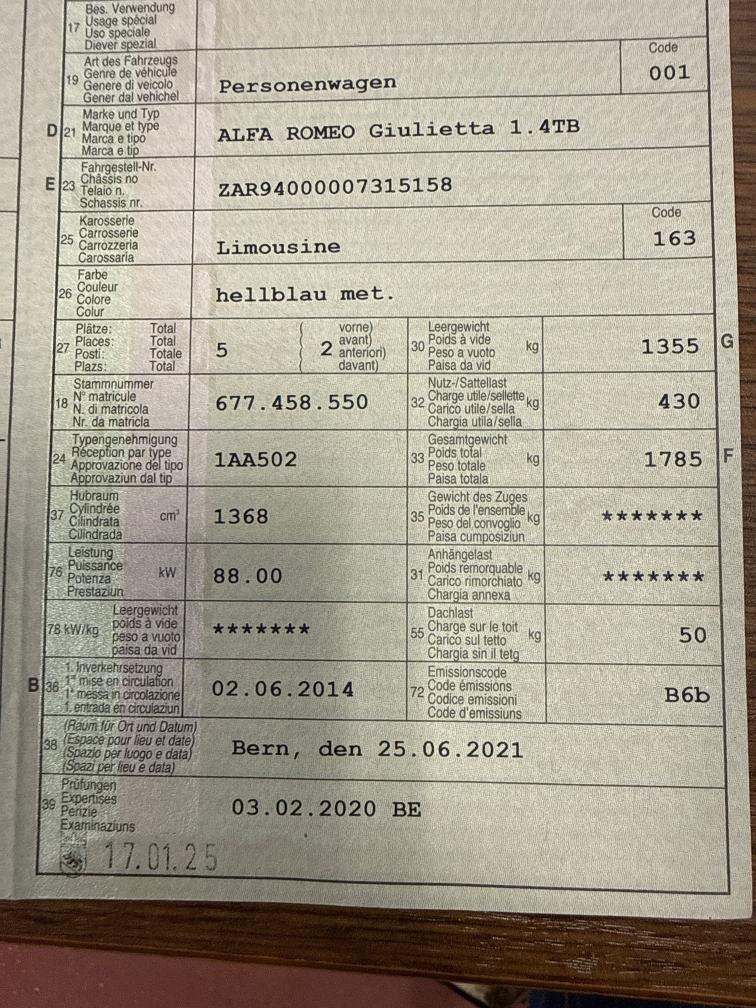 17 Bes. Verwendung
Usage spécial
Uso speciale
Diever spezial
19 Art des Fahrzeugs
Genre de véhicule
Genere di veicolo
Gener dal vehichel
Personenwagen
Code
001
D 21 Marke und Typ
Marque et type
Marca e tipo
Marca e tip
ALFA ROMEO Giulietta 1.4TB
E 23 Fahrgestell-Nr.
Châssis no
Telaio n.
Schassis nr.
ZAR94000007315158
25 Karosserie
Carrosserie
Carrozzeria
Carossaria
Limousine
Code
163
26 Farbe
Couleur
Colore
Colur
hellblau met.
27 Plätze: Total
Places: Total
Posti: Totale
Plazs: Total
5
( vorne)
( 2 avant)
( anteriori)
( davant)
30 Leergewicht
Poids à vide
Peso a vuoto
Paisa da vid
kg
1355 G
18 Stammnummer
N° matricule
N. di matricola
Nr. da matricla
677.458.550
32 Nutz-/Sattellast
Charge utile/sellette
Carico utile/sella
Chargia utila/sella
kg
430
24 Typengenehmigung
Réception par type
Approvazione del tipo
Approvaziun dal tip
1AA502
33 Gesamtgewicht
Poids total
Peso totale
Paisa totala
kg
1785 F
37 Hubraum
Cylindrée
Cilindrata
Cilindrada
cm³
1368
35 Gewicht des Zuges
Poids de l'ensemble
Peso del convoglio
Paisa cumposiziun
kg
*******
76 Leistung
Puissance
Potenza
Prestaziun
kW
88.00
31 Anhängelast
Poids remorquable
Carico rimorchiato
Chargia annexa
kg
*******
78 kW/kg Leergewicht
poids à vide
peso a vuoto
paisa da vid
*******
55 Dachlast
Charge sur le toit
Carico sul tetto
Chargia sin il tetg
kg
50
B 36 1. Inverkehrsetzung
1re mise en circulation
1a messa in circolazione
1. entrada en circulaziun
02.06.2014
72 Emissionscode
Code émissions
Codice emissioni
Code d'emissiuns
B6b
38 (Raum für Ort und Datum)
(Espace pour lieu et date)
(Spazio per luogo e data)
(Spazi per lieu e data)
Bern, den 25.06.2021
39 Prüfungen
Expertises
Perizie
Examinaziuns
03.02.2020 BE
17.01.25